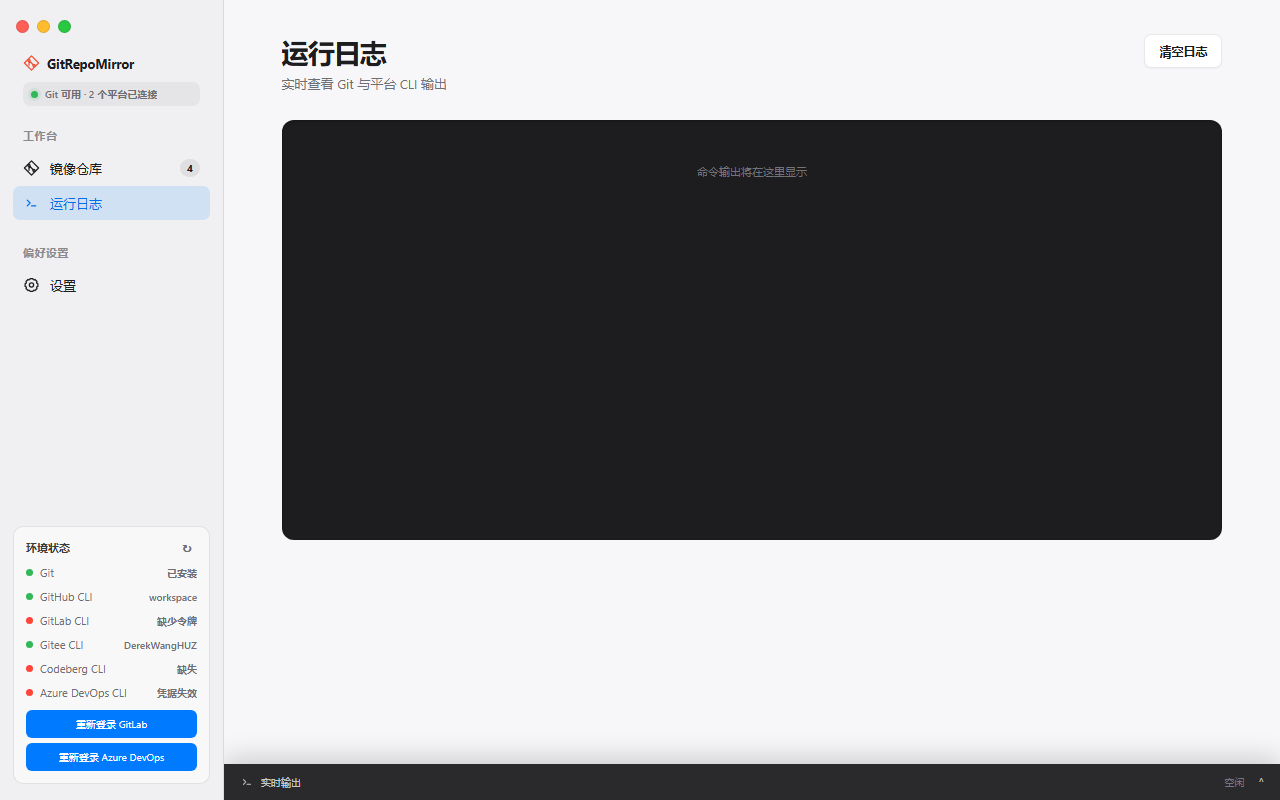 GitRepoMirror
Git 可用 · 2 个平台已连接
工作台
镜像仓库 4
运行日志
偏好设置
设置
环境状态
Git 已安装
GitHub CLI workspace
GitLab CLI 缺少令牌
Gitee CLI DerekWangHUZ
Codeberg CLI 缺失
Azure DevOps CLI 凭据失效
重新登录 GitLab
重新登录 Azure DevOps
运行日志
清空日志
实时查看 Git 与平台 CLI 输出
命令输出将在这里显示
实时输出 空闲